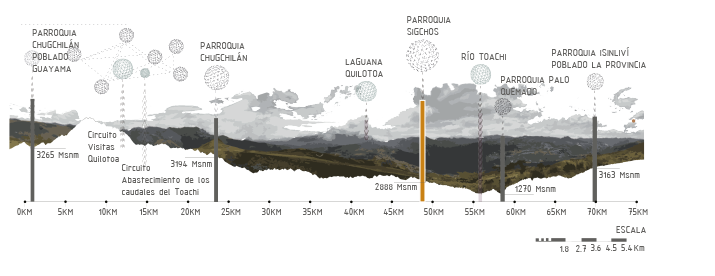 PARROQUIA
CHUGCHILÁN
POBLADO
GUAYAMA
PARROQUIA
CHUGCHILÁN
LAGUANA
QUILOTOA
PARROQUIA
SIGCHOS
RÍO TOACHI
PARROQUIA PALO
QUEMADO
PARROQUIA ISINLIVÍ
POBLADO LA PROVINCIA
3265 Msnm
Circuito
Visitas
Quilotoa
Circuito
Abastecimiento de los
caudales del Toachi
3194 Msnm
2888 Msnm
1270 Msnm
3163 Msnm
0KM 5KM 10KM 15KM 20KM 25KM 30KM 35KM 40KM 45KM 50KM 55KM 60KM 65KM 70KM 75KM
ESCALA
1.8 2.7 3.6 4.5 5.4 Km